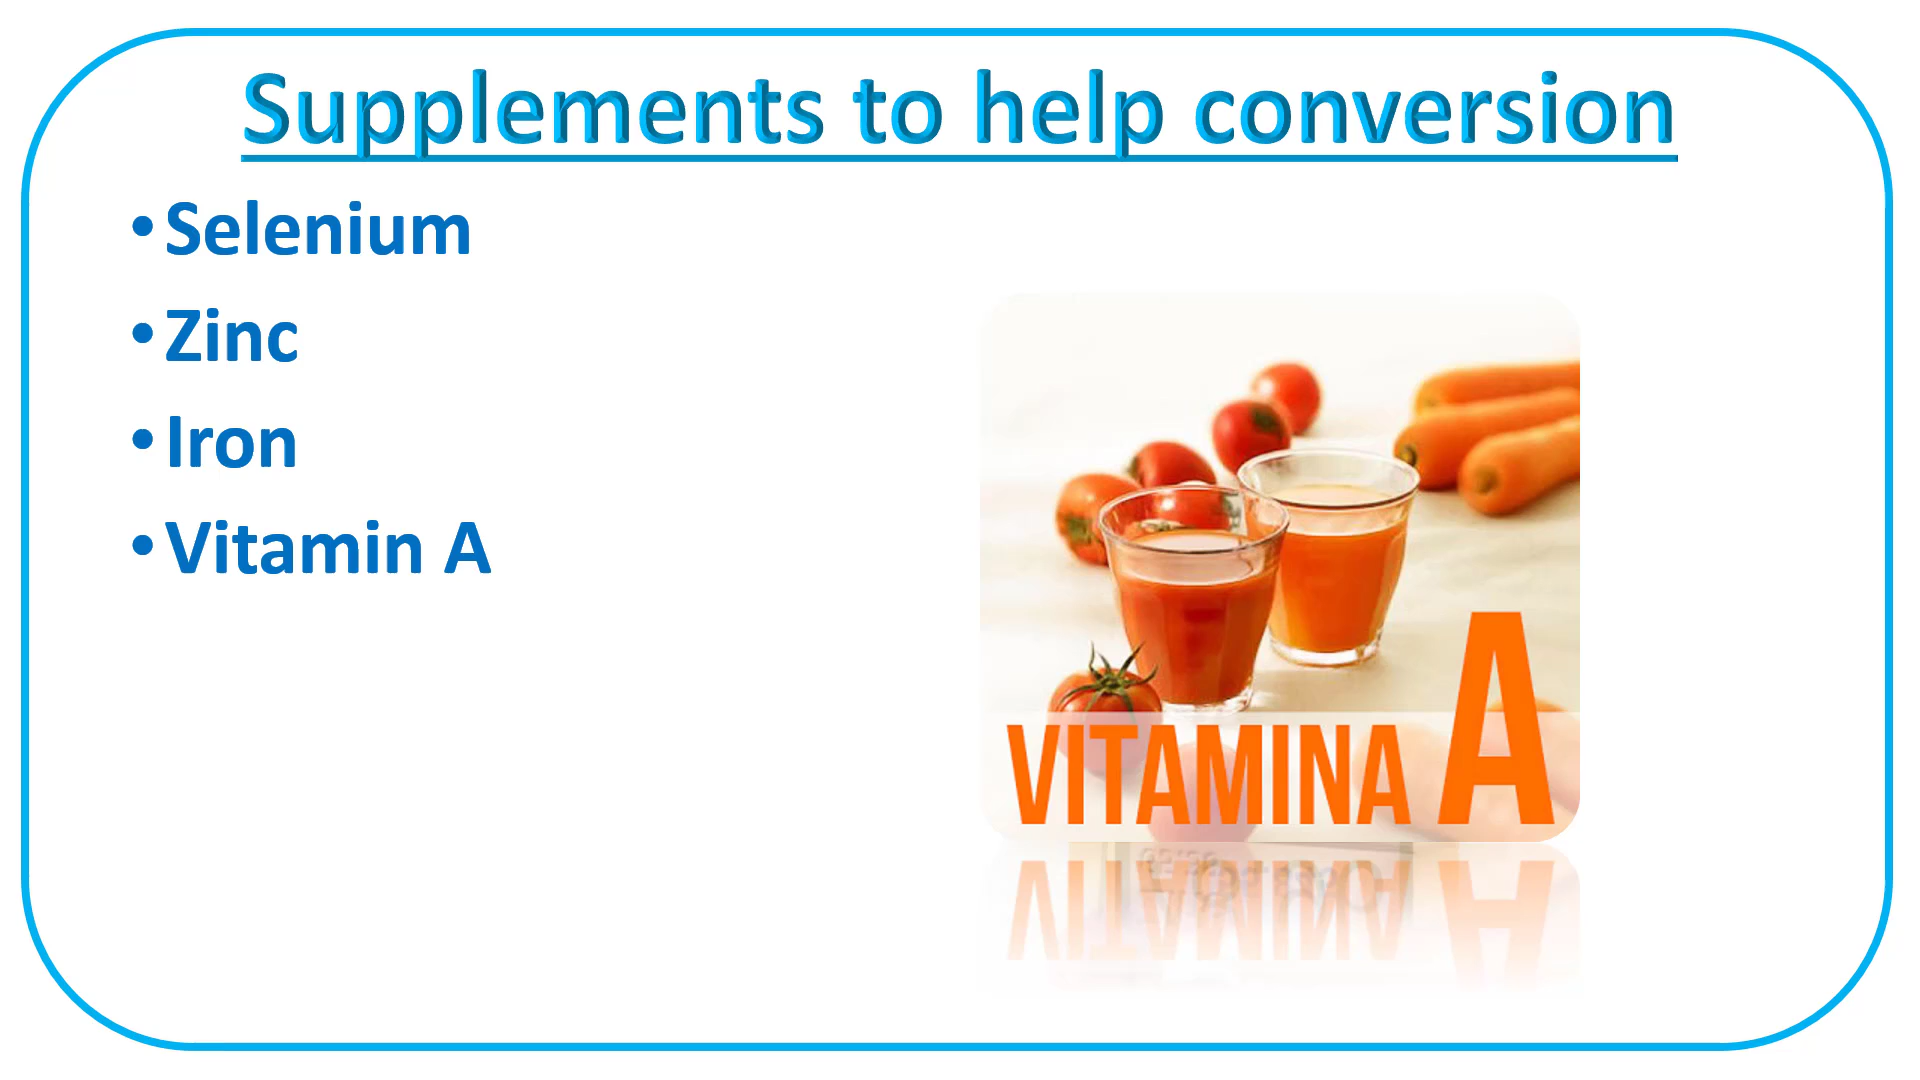 Supplements to help conversion
• Selenium
• Zinc
• Iron
• Vitamin A
VITAMINA A